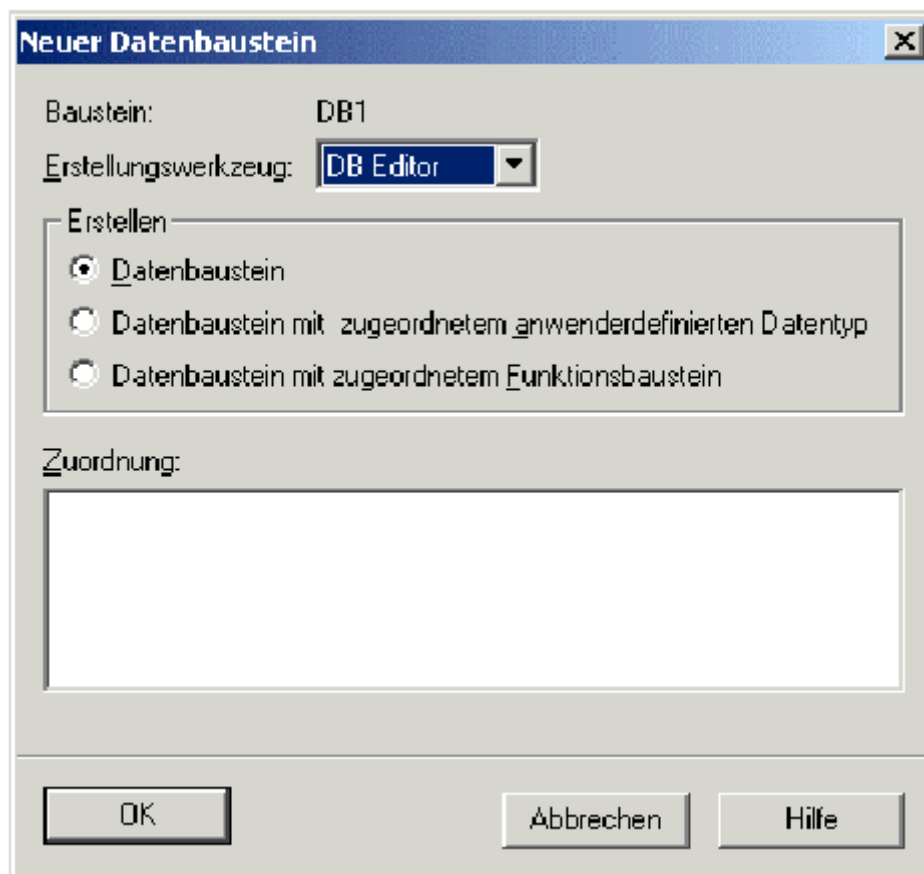 Neuer Datenbaustein
Baustein: DB1
Erstellungswerkzeug: DB Editor
Erstellen
Datenbaustein
Datenbaustein mit zugeordnetem anwenderdefinierten Datentyp
Datenbaustein mit zugeordnetem Funktionsbaustein
Zuordnung:
OK Abbrechen Hilfe